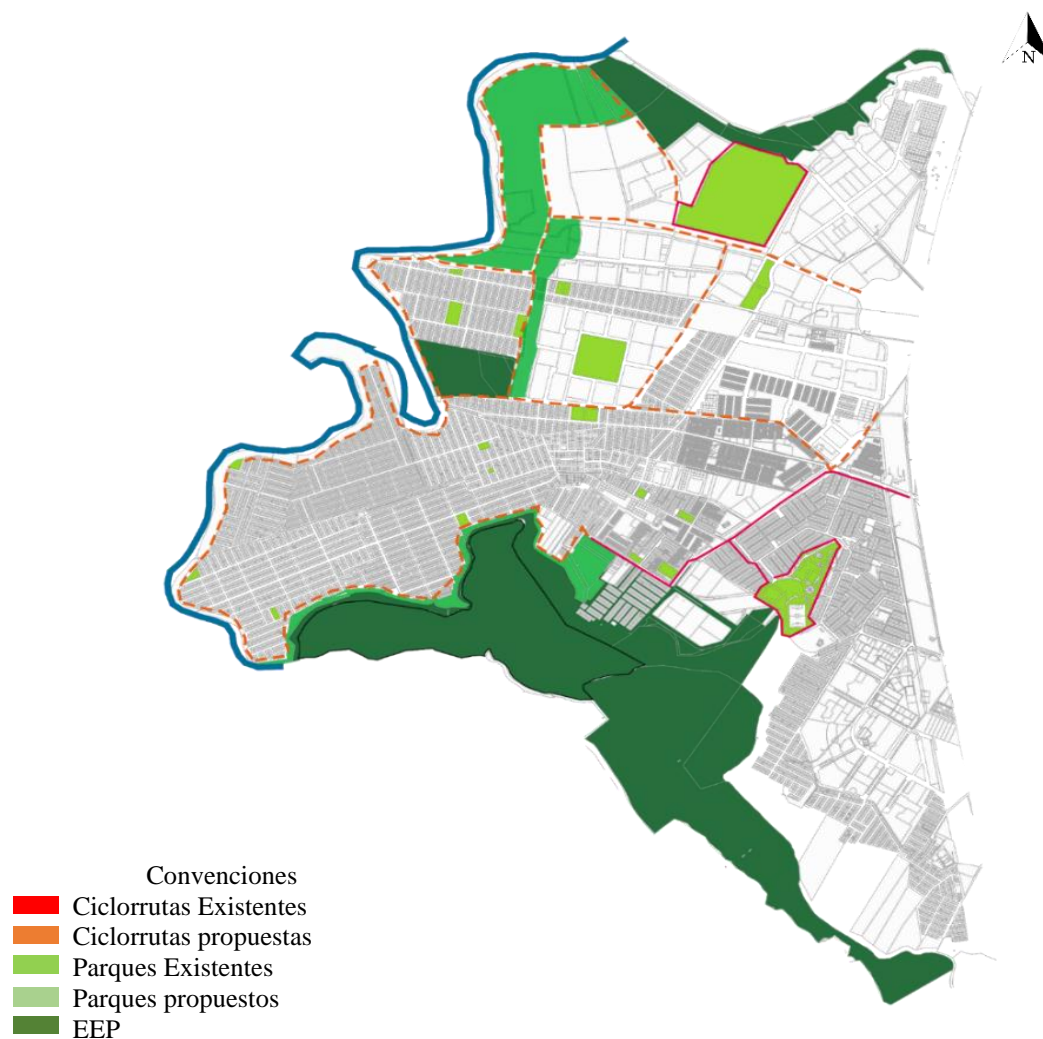 N
Convenciones
Ciclorrutas Existentes
Ciclorrutas propuestas
Parques Existentes
Parques propuestos
EEP